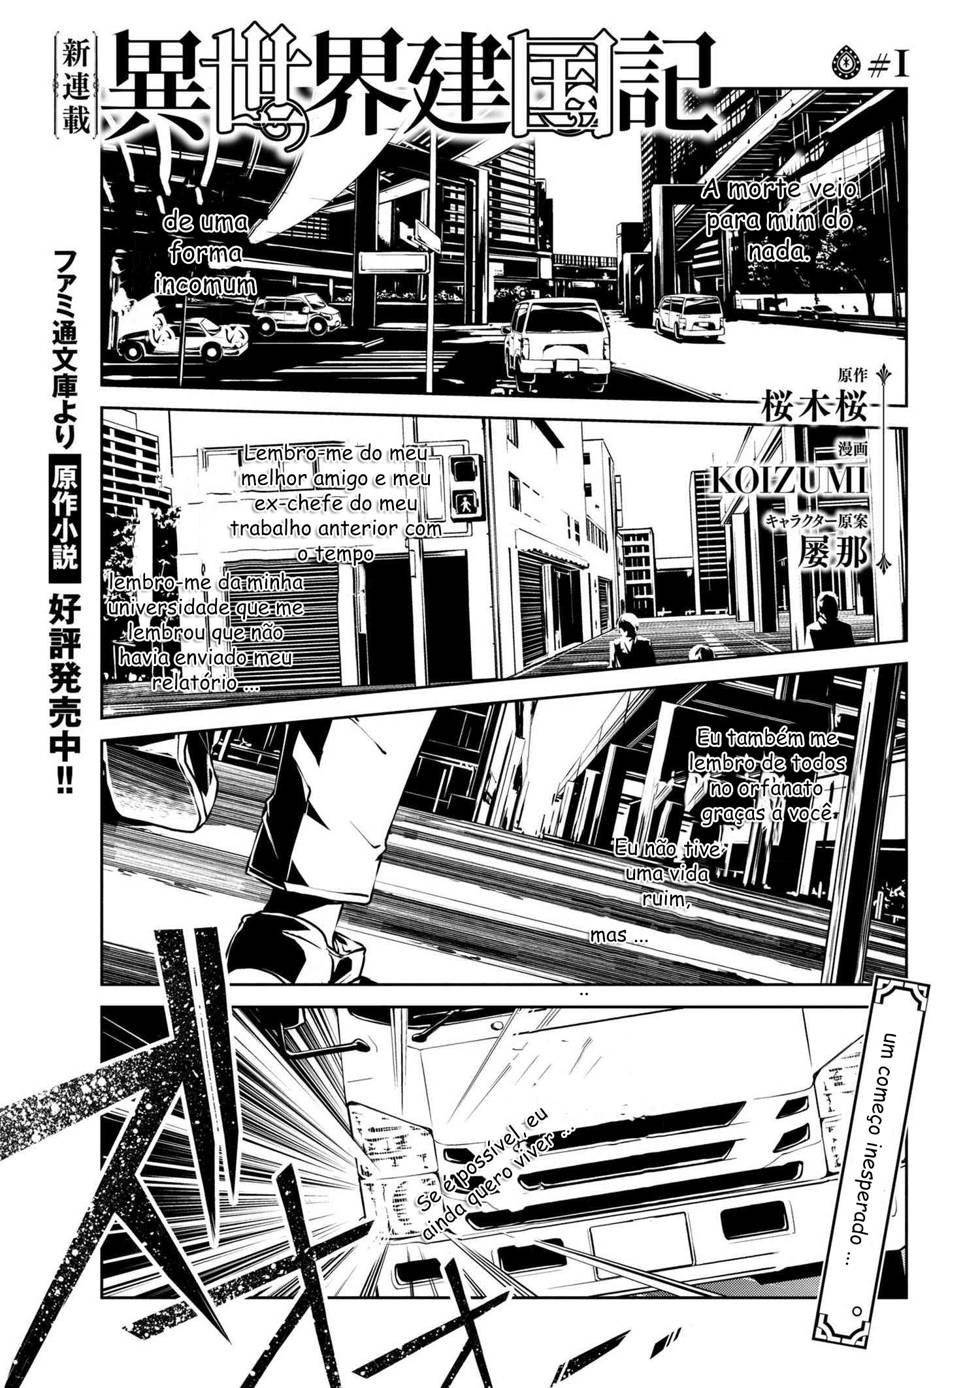 新連載
異世界建国記
#1
A morte veio
para mim do
nada.
de uma
forma
incomum
ファミ通文庫より 原作小説 好評発売中!!
原作
桜木桜
漫画
KOIZUMI
キャラクター原案
屡那
Lembro-me do meu
melhor amigo e meu
ex-chefe do meu
trabalho anterior com
o tempo
lembro-me da minha
universidade que me
lembrou que não
havia enviado meu
relatório ...
Eu também me
lembro de todos
no orfanato
graças a você.
Eu não tive
uma vida
ruim,
mas ...
..
um começo inesperado ... 。
Se é possível, eu
ainda quero viver ...